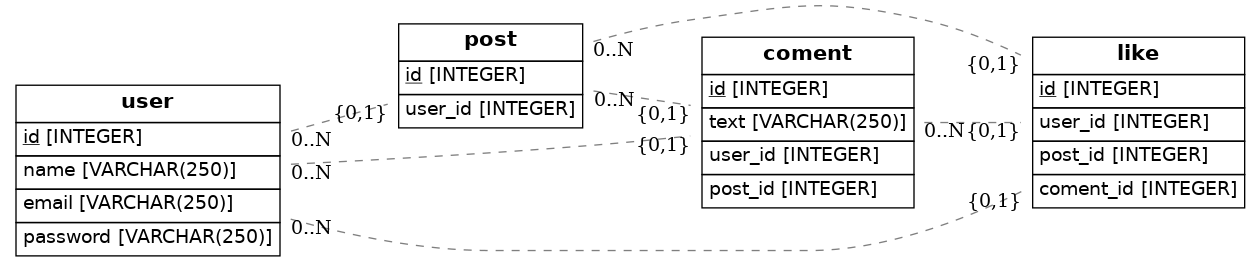 user
id [INTEGER]
name [VARCHAR(250)]
email [VARCHAR(250)]
password [VARCHAR(250)]
0..N
{0,1}
0..N
{0,1}
0..N
post
id [INTEGER]
user_id [INTEGER]
0..N
{0,1}
0..N
{0,1}
coment
id [INTEGER]
text [VARCHAR(250)]
user_id [INTEGER]
post_id [INTEGER]
0..N
{0,1}
{0,1}
like
id [INTEGER]
user_id [INTEGER]
post_id [INTEGER]
coment_id [INTEGER]